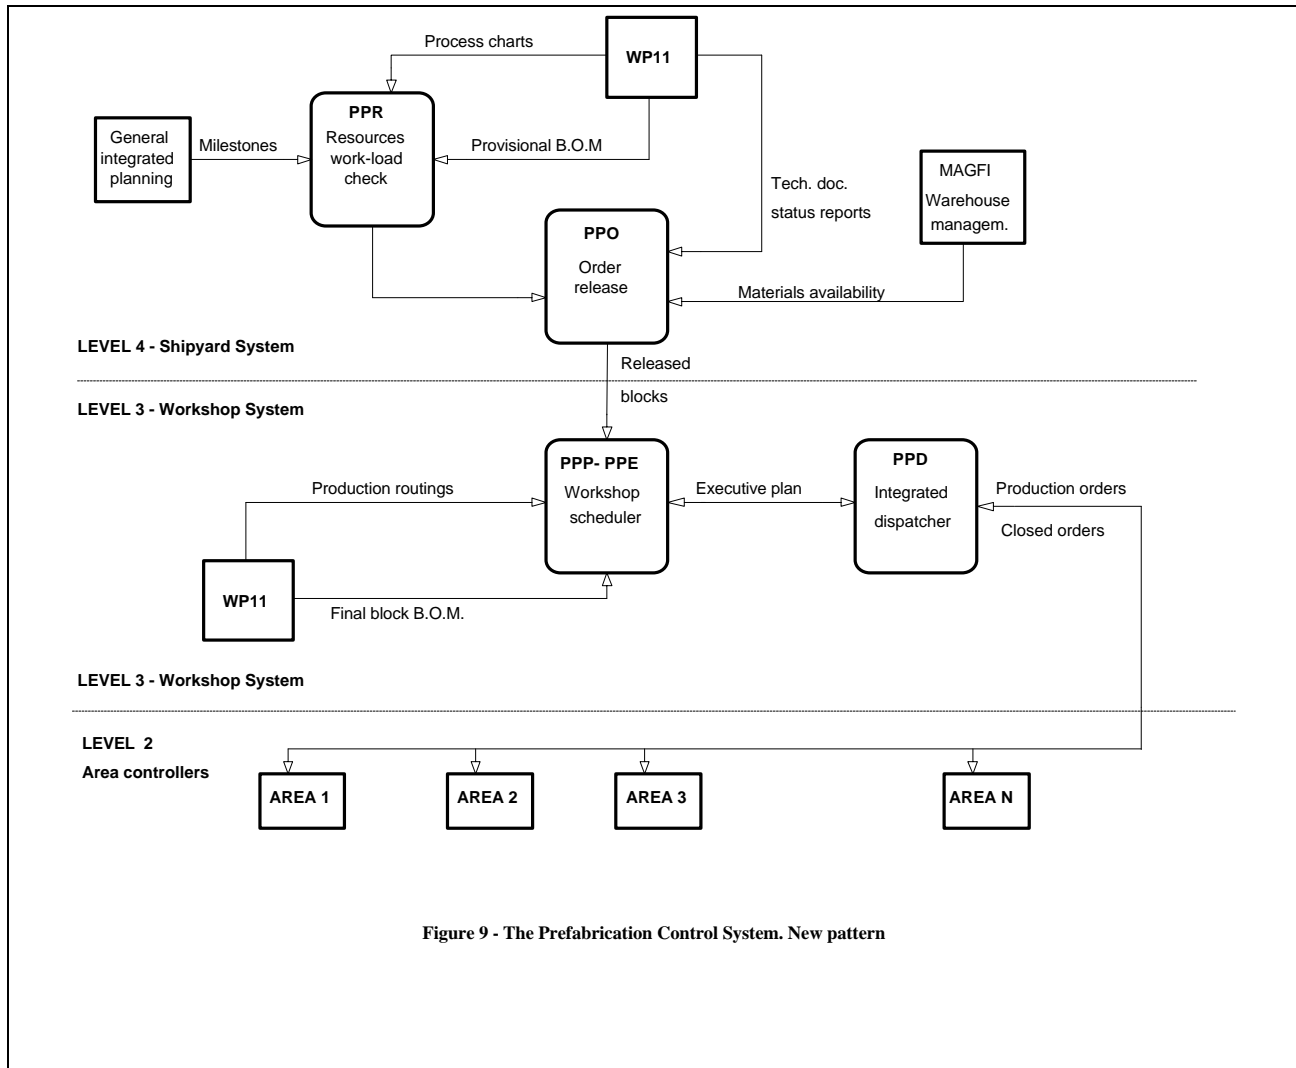 Process charts
WP11
PPR
Resources
work-load
check
General
integrated
planning
Milestones
Provisional B.O.M
Tech. doc.
status reports
MAGFI
Warehouse
managem.
PPO
Order
release
Materials availability
LEVEL 4 - Shipyard System
Released
blocks
LEVEL 3 - Workshop System
PPP- PPE
Workshop
scheduler
Production routings
Executive plan
PPD
Integrated
dispatcher
Production orders
Closed orders
WP11
Final block B.O.M.
LEVEL 3 - Workshop System
LEVEL 2
Area controllers
AREA 1
AREA 2
AREA 3
AREA N
Figure 9 - The Prefabrication Control System. New pattern